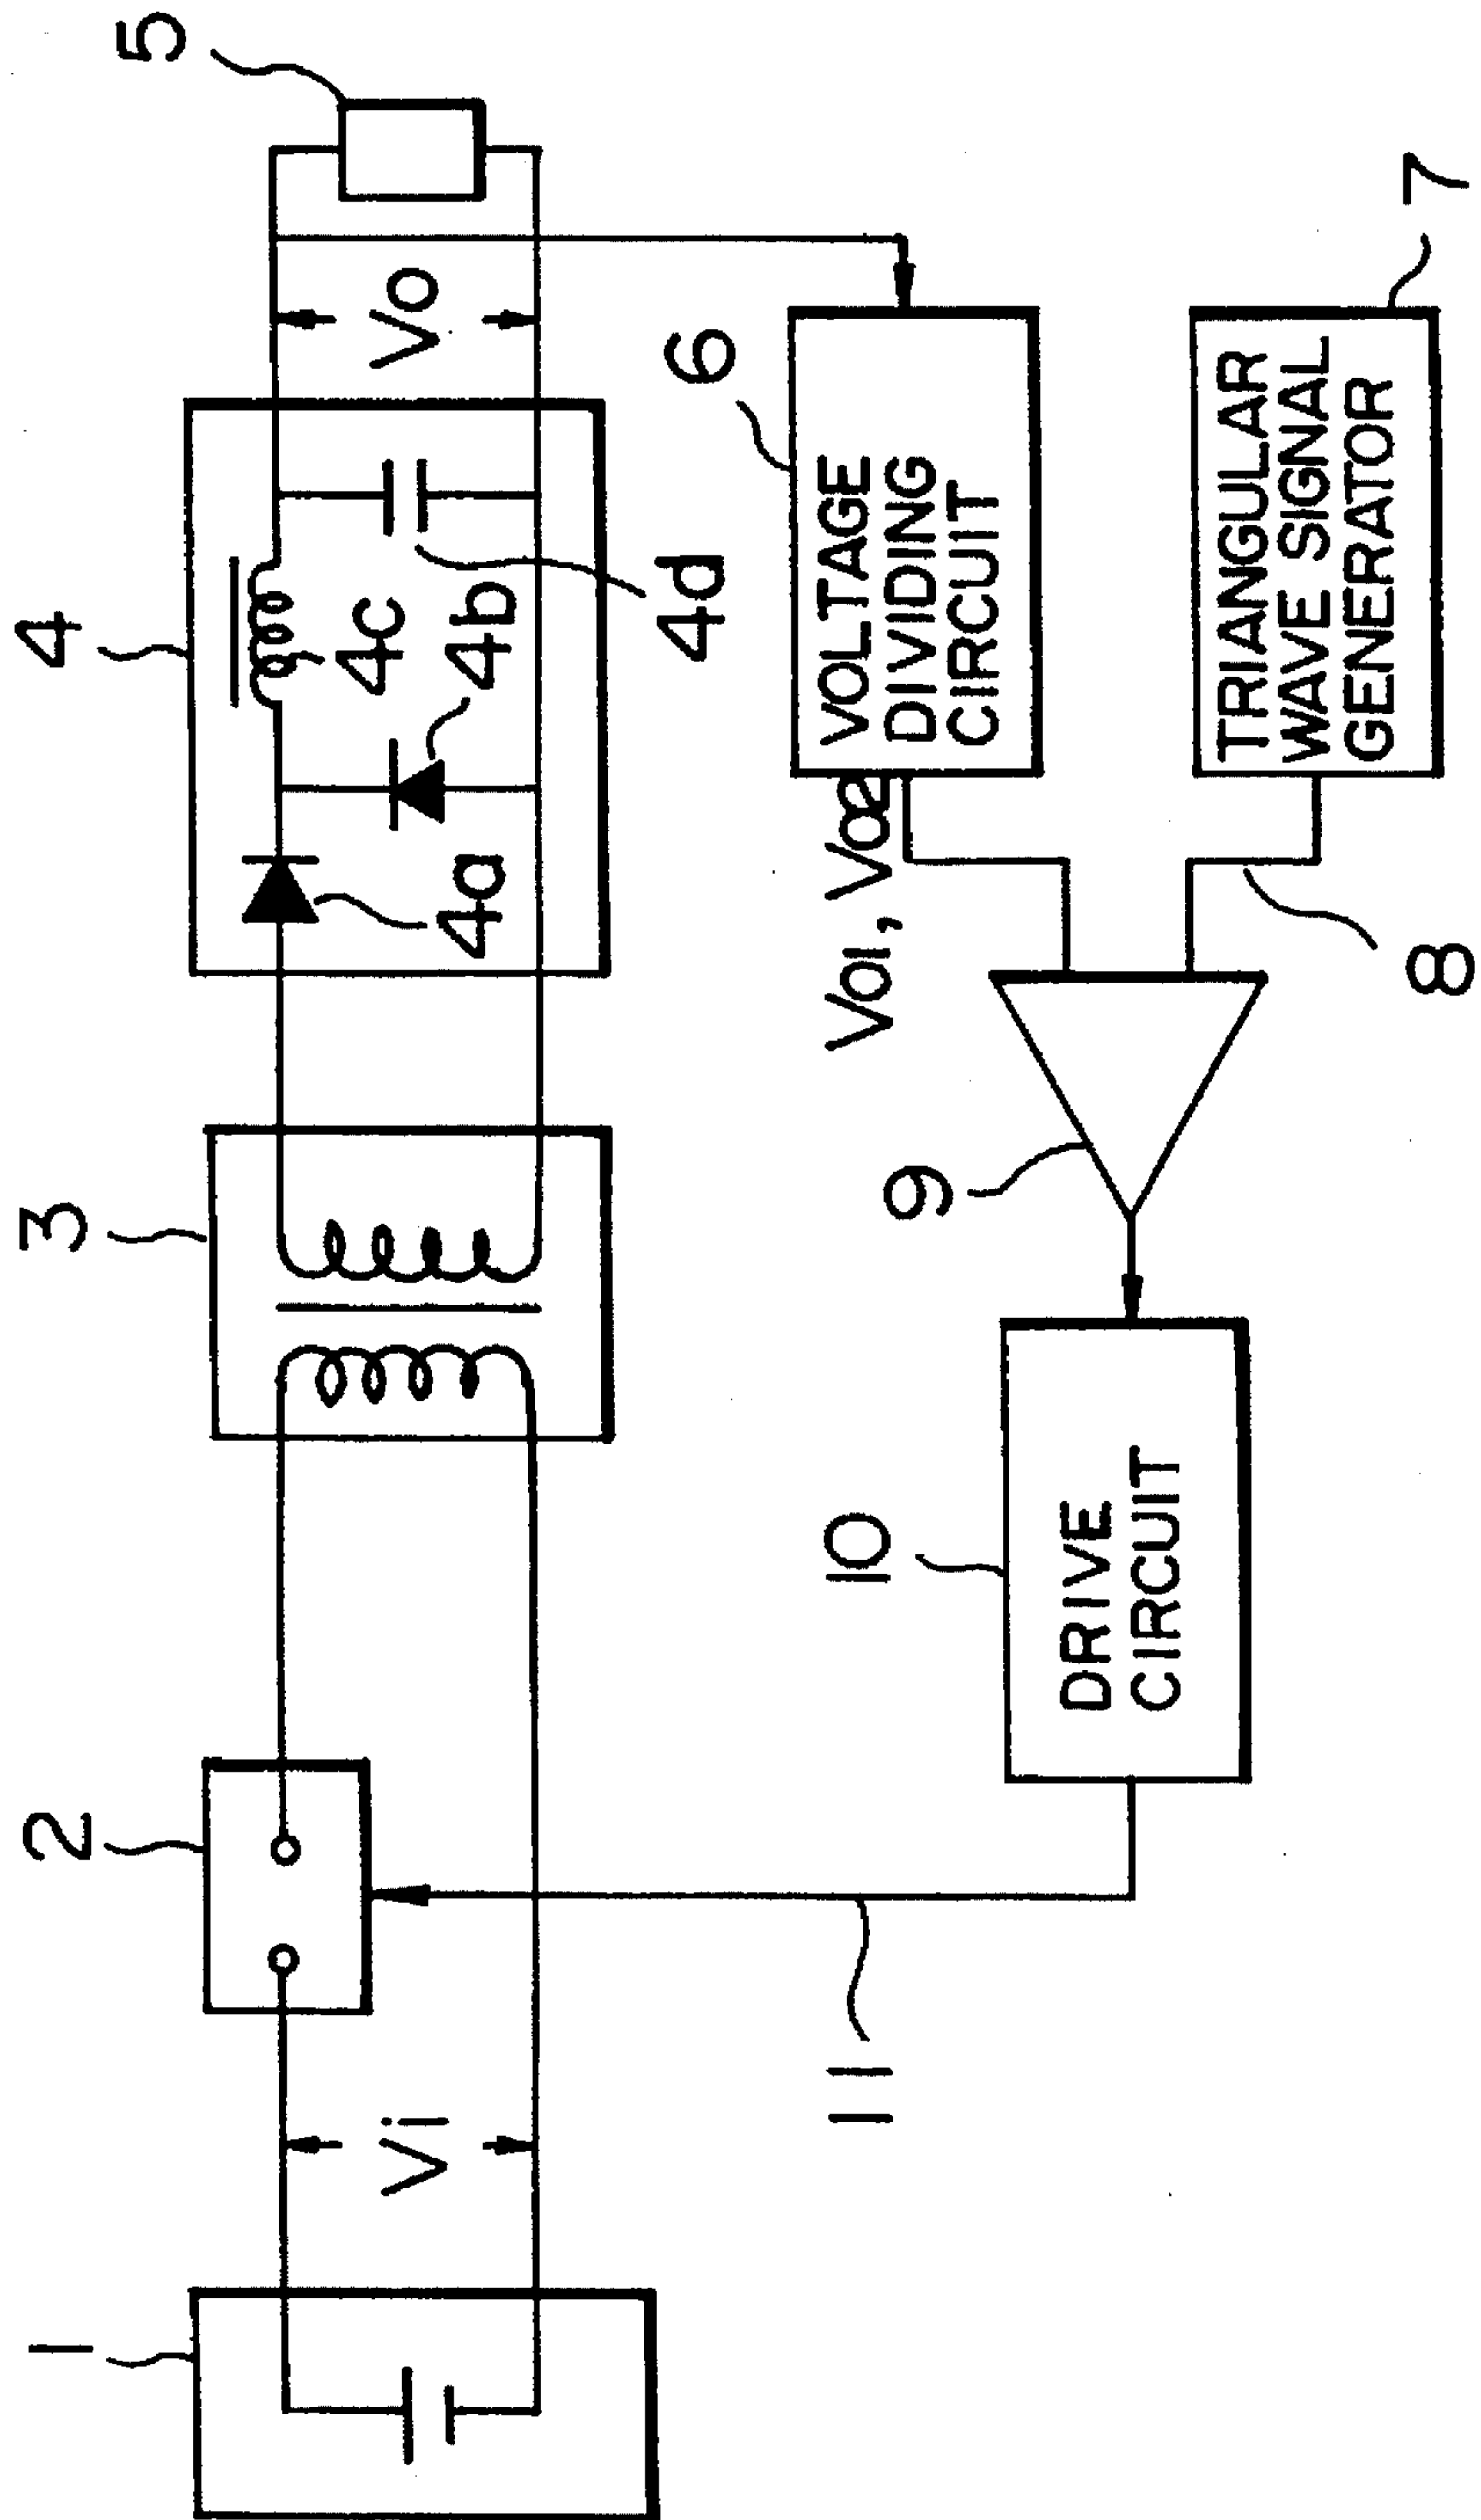 1
2
3
4
5
Vi
Vo
4a
4b
4c
4d
6
VOLTAGE
DIVIDING
CIRCUIT
Vo1, Vo2
TRIANGULAR
WAVE SIGNAL
GENERATOR
7
8
9
10
DRIVE
CIRCUIT
11